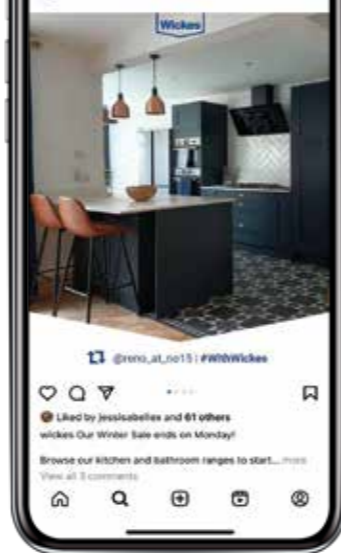 Wickes
@reno_at_no15 | #WithWickes
Liked by jessisabellex and 61 others
wickes Our Winter Sale ends on Monday!
Browse our kitchen and bathroom ranges to start... more
View all 3 comments